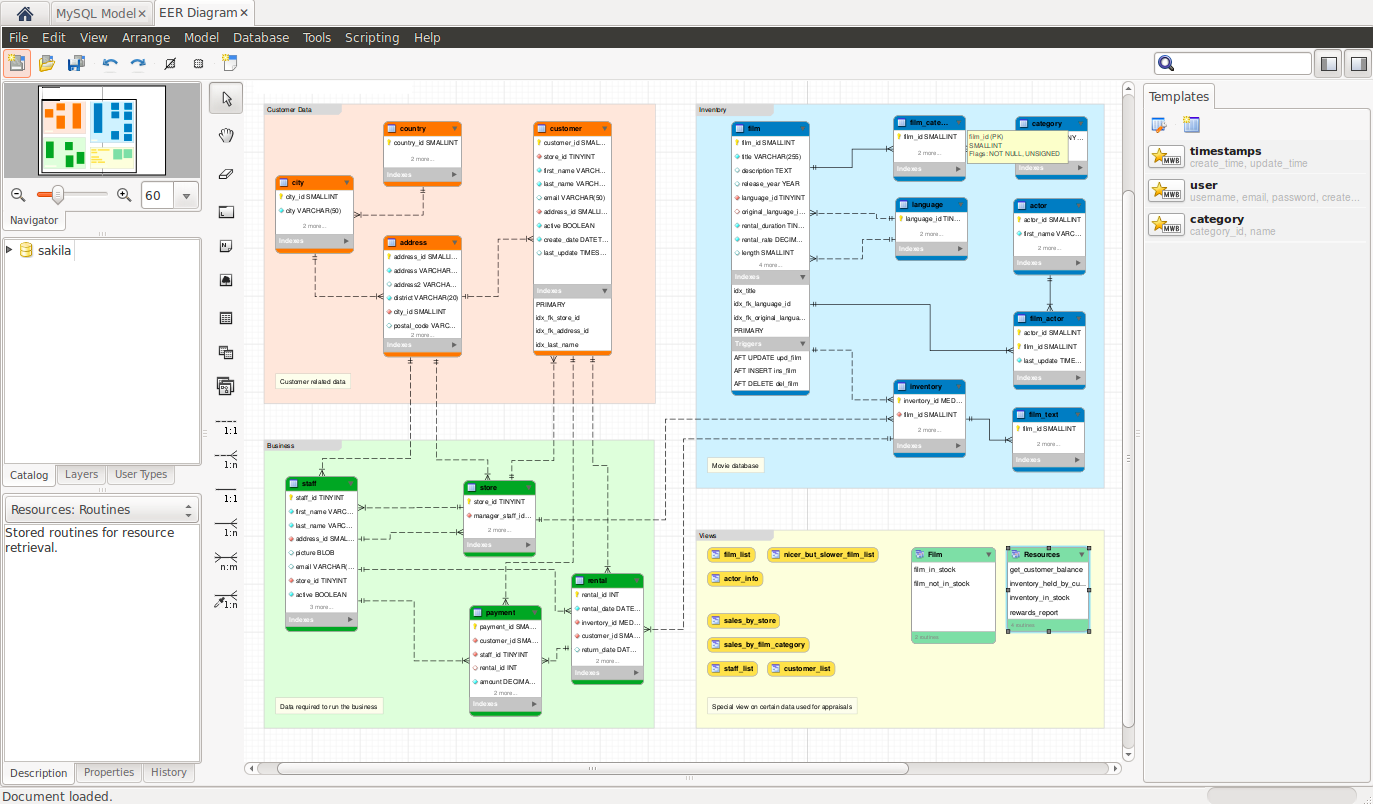 MySQL Model×
EER Diagram×
File Edit View Arrange Model Database Tools Scripting Help
60
Navigator
sakila
Catalog Layers User Types
Resources: Routines
Stored routines for resource
retrieval.
Description Properties History
Document loaded.
1:1
1:n
1:1
1:n
n:m
1:n
Customer Data
country
country_id SMALLINT
2 more...
Indexes
city
city_id SMALLINT
city VARCHAR(50)
2 more...
Indexes
address
address_id SMALLI...
address VARCHAR...
address2 VARCHA...
district VARCHAR(20)
city_id SMALLINT
postal_code VARC...
2 more...
Indexes
customer
customer_id SMAL...
store_id TINYINT
first_name VARCH...
last_name VARCH...
email VARCHAR(50)
address_id SMALLI...
active BOOLEAN
create_date DATET...
last_update TIMES...
Indexes
PRIMARY
idx_fk_store_id
idx_fk_address_id
idx_last_name
Customer related data
Business
staff
staff_id TINYINT
first_name VARC...
last_name VARC...
address_id SMAL...
picture BLOB
email VARCHAR(...
store_id TINYINT
active BOOLEAN
3 more...
Indexes
store
store_id TINYINT
manager_staff_id...
2 more...
Indexes
payment
payment_id SMA...
customer_id SMA...
staff_id TINYINT
rental_id INT
amount DECIMA...
2 more...
Indexes
rental
rental_id INT
rental_date DATE...
inventory_id MED...
customer_id SMA...
return_date DAT...
2 more...
Indexes
Data required to run the business
Inventory
film
film_id SMALLINT
title VARCHAR(255)
description TEXT
release_year YEAR
language_id TINYINT
original_language_i...
rental_duration TIN...
rental_rate DECIM...
length SMALLINT
4 more...
Indexes
idx_title
idx_fk_language_id
idx_fk_original_langua...
PRIMARY
Triggers
AFT UPDATE upd_film
AFT INSERT ins_film
AFT DELETE del_film
film_cate...
film_id SMALLINT
2 more...
Indexes
film_id (PK)
SMALLINT
Flags: NOT NULL, UNSIGNED
category
language
language_id TIN...
Indexes
actor
actor_id SMALLINT
first_name VARC...
2 more...
Indexes
film_actor
actor_id SMALLINT
film_id SMALLINT
last_update TIME...
Indexes
Inventory
inventory_id MED...
film_id SMALLINT
2 more...
Indexes
film_text
film_id SMALLINT
2 more...
Indexes
Movie database
Views
film_list
nicer_but_slower_film_list
actor_info
sales_by_store
sales_by_film_category
staff_list
customer_list
Film
film_in_stock
film_not_in_stock
2 routines
Resources
get_customer_balance
inventory_held_by_cu...
inventory_in_stock
rewards_report
4 routines
Special view on certain data used for appraisals
Templates
MWB
timestamps
create_time, update_time
MWB
user
username, email, password, create...
MWB
category
category_id, name